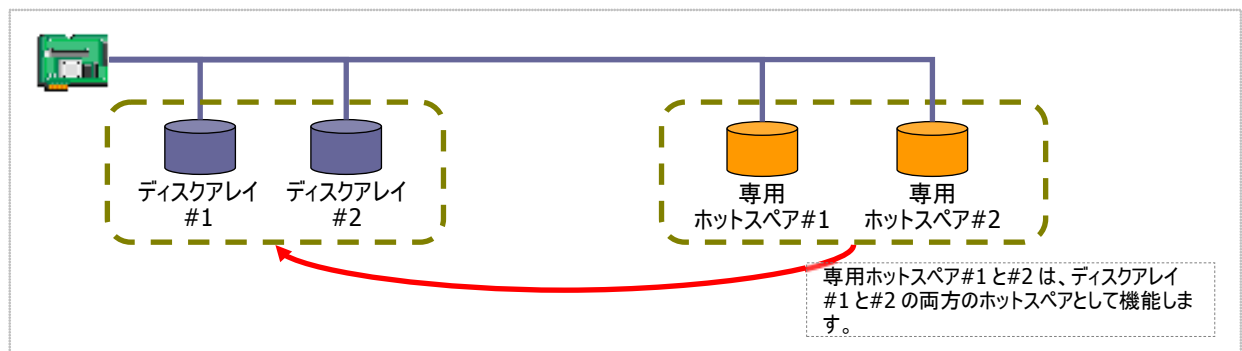 ディスクアレイ
#1
ディスクアレイ
#2
専用
ホットスペア#1
専用
ホットスペア#2
専用ホットスペア#1 と#2 は、ディスクアレイ
#1 と#2 の両方のホットスペアとして機能しま
す。